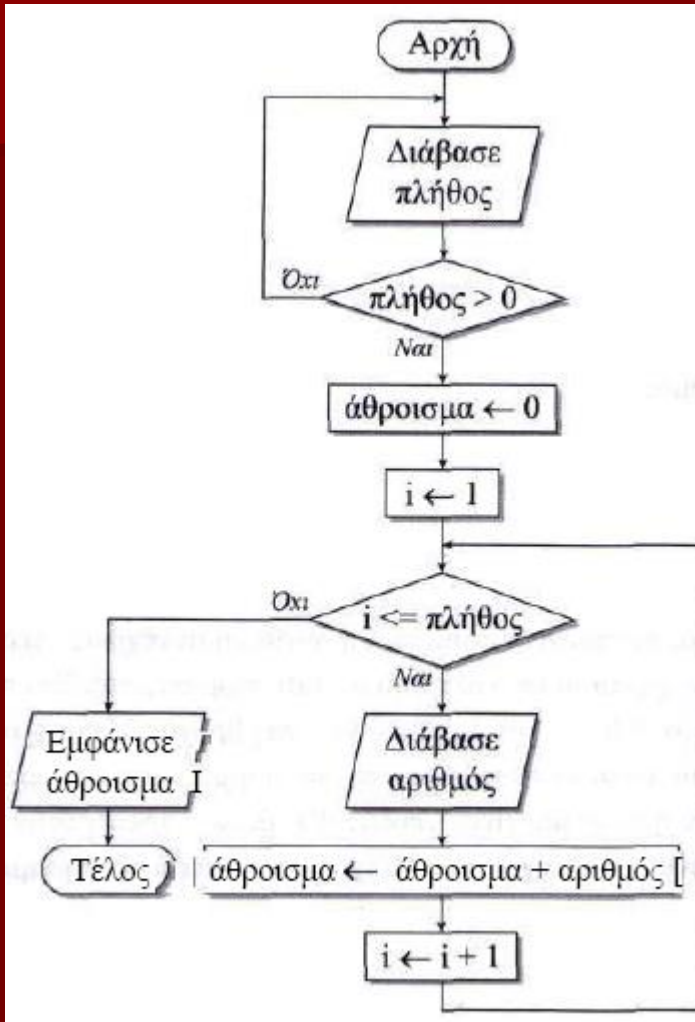 Αρχή
Διάβασε
πλήθος
Όχι
πλήθος > 0
Ναι
άθροισμα ← 0
i ← 1
Όχι
i <= πλήθος
Ναι
Εμφάνισε
άθροισμα
Διάβασε
αριθμός
Τέλος
άθροισμα ← άθροισμα + αριθμός
i ← i + 1